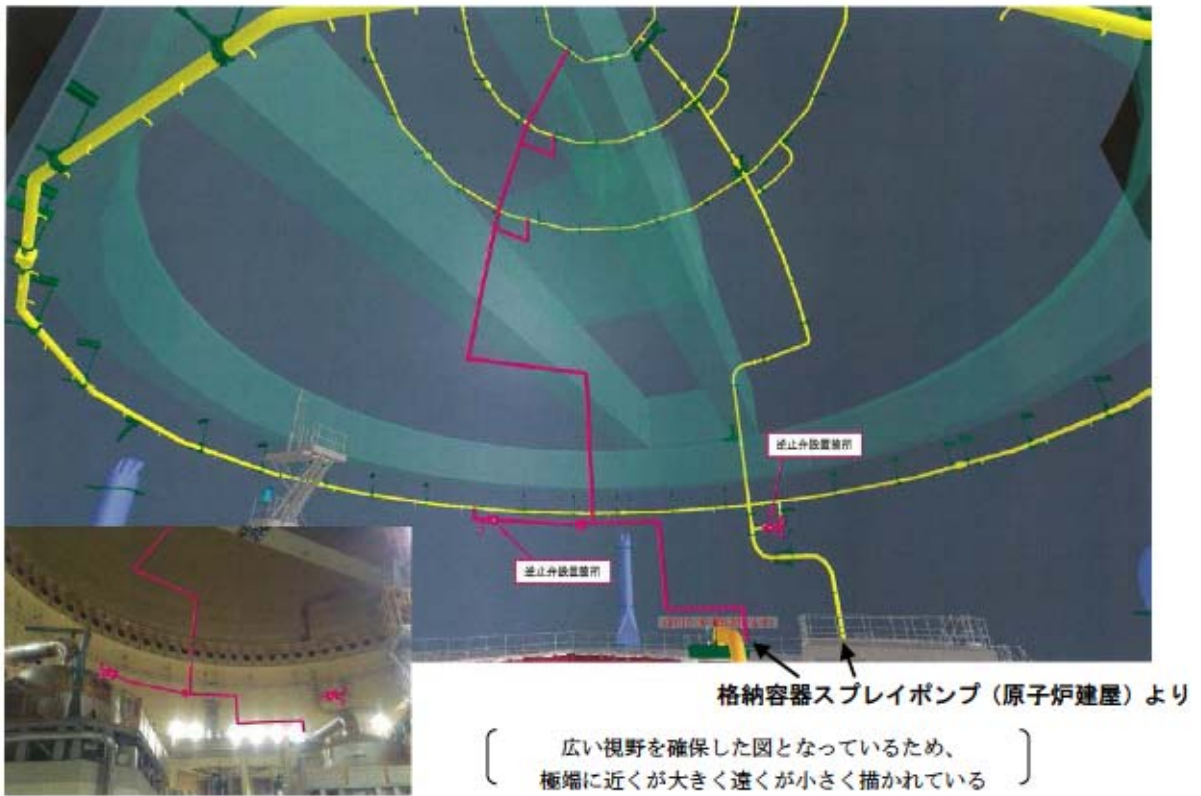 逆止弁設置箇所
逆止弁設置箇所
格納容器スプレイポンプ（原子炉建屋）より
広い視野を確保した図となっているため、
極端に近くが大きく遠くが小さく描かれている